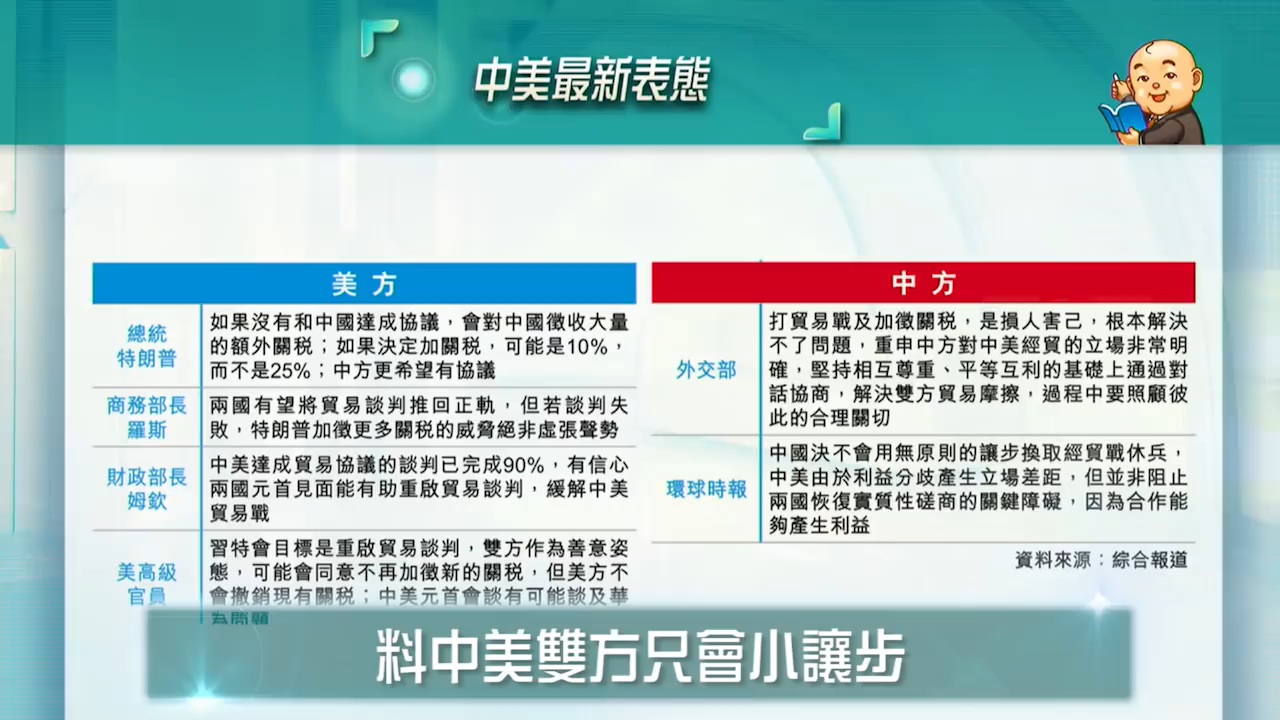 中美最新表態
美方
總統
特朗普
如果沒有和中國達成協議，會對中國徵收大量
的額外關稅；如果決定加關稅，可能是10%，
而不是25%；中方更希望有協議
商務部長
羅斯
兩國有望將貿易談判推回正軌，但若談判失
敗，特朗普加徵更多關稅的威脅絕非虛張聲勢
財政部長
姆欽
中美達成貿易協議的談判已完成90%，有信心
兩國元首見面能有助重啟貿易談判，緩解中美
貿易戰
美高級
官員
習特會目標是重啟貿易談判，雙方作為善意姿
態，可能會同意不再加徵新的關稅，但美方不
會撤銷現有關稅；中美元首會談有可能談及華
為問題
中方
外交部
打貿易戰及加徵關稅，是損人害己，根本解決
不了問題，重申中方對中美經貿的立場非常明
確，堅持相互尊重、平等互利的基礎上通過對
話協商，解決雙方貿易摩擦，過程中要照顧彼
此的合理關切
環球時報
中國決不會用無原則的讓步換取經貿戰休兵，
中美由於利益分歧產生立場差距，但並非阻止
兩國恢復實質性磋商的關鍵障礙，因為合作能
夠產生利益
資料來源：綜合報道
料中美雙方只會小讓步